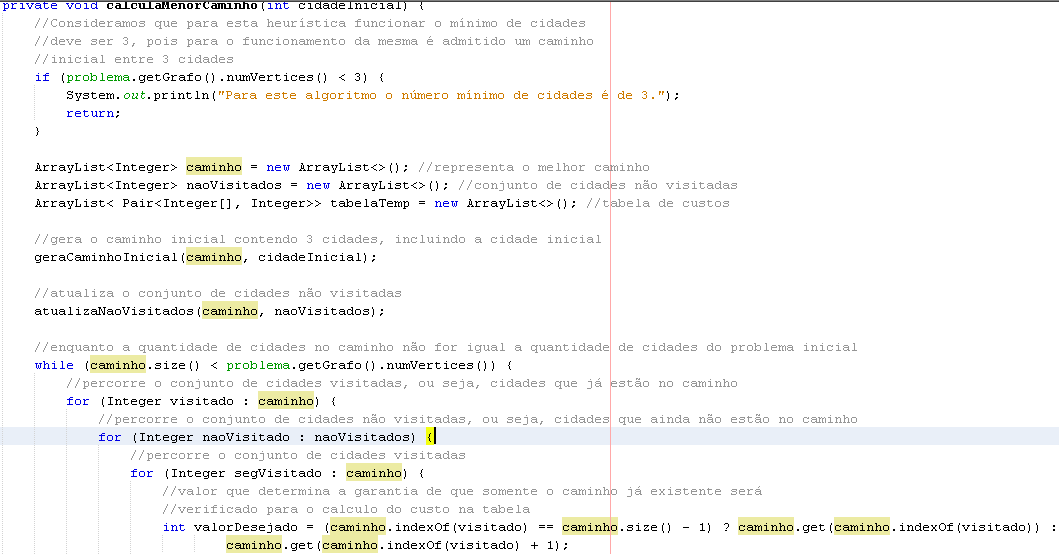 private void calculaMenorCaminho(int cidadeInicial) {
//Consideramos que para esta heurística funcionar o mínimo de cidades
//deve ser 3, pois para o funcionamento da mesma é admitido um caminho
//inicial entre 3 cidades
if (problema.getGrafo().numVertices() < 3) {
System.out.println("Para este algoritmo o número mínimo de cidades é de 3.");
return;
}
ArrayList<Integer> caminho = new ArrayList<>(); //representa o melhor caminho
ArrayList<Integer> naoVisitados = new ArrayList<>(); //conjunto de cidades não visitadas
ArrayList< Pair<Integer[], Integer>> tabelaTemp = new ArrayList<>(); //tabela de custos
//gera o caminho inicial contendo 3 cidades, incluindo a cidade inicial
geraCaminhoInicial(caminho, cidadeInicial);
//atualiza o conjunto de cidades não visitadas
atualizaNaoVisitados(caminho, naoVisitados);
//enquanto a quantidade de cidades no caminho não for igual a quantidade de cidades do problema inicial
while (caminho.size() < problema.getGrafo().numVertices()) {
//percorre o conjunto de cidades visitadas, ou seja, cidades que já estão no caminho
for (Integer visitado : caminho) {
//percorre o conjunto de cidades não visitadas, ou seja, cidades que ainda não estão no caminho
for (Integer naoVisitado : naoVisitados) {
//percorre o conjunto de cidades visitadas
for (Integer segVisitado : caminho) {
//valor que determina a garantia de que somente o caminho já existente será
//verificado para o calculo do custo na tabela
int valorDesejado = (caminho.indexOf(visitado) == caminho.size() - 1) ? caminho.get(caminho.indexOf(visitado)) :
caminho.get(caminho.indexOf(visitado) + 1);